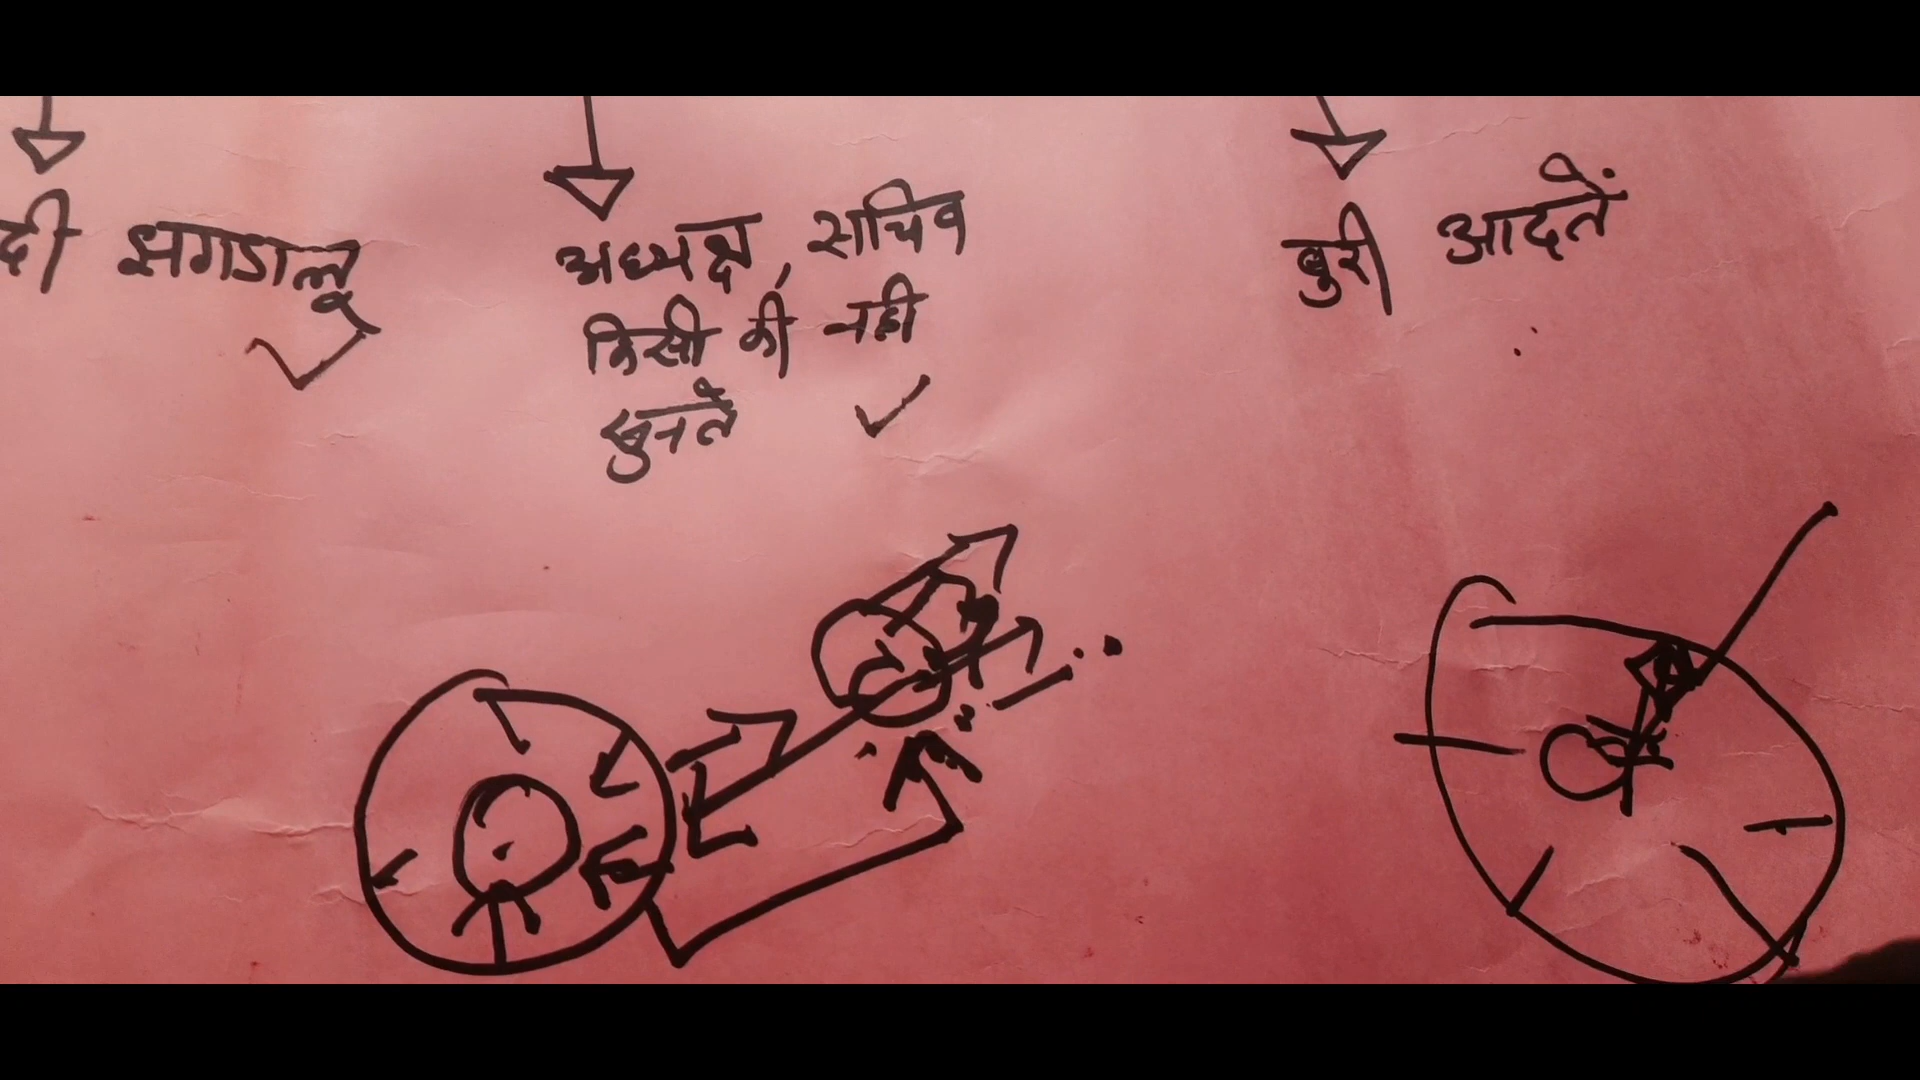 दी झगडालू
अध्यक्ष, सचिव
किसी की नही
सुनते
बुरी आदतें